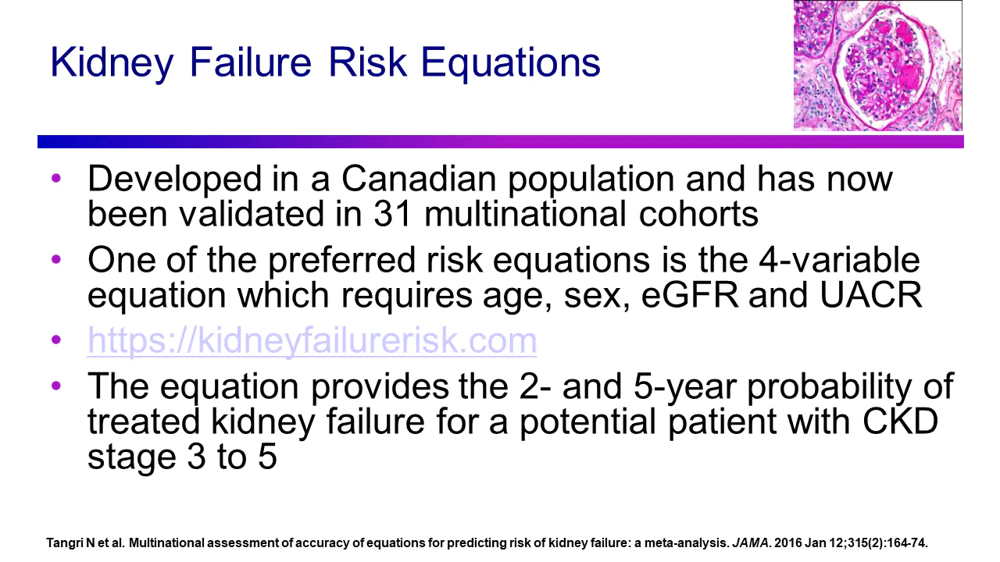 Kidney Failure Risk Equations
• Developed in a Canadian population and has now
been validated in 31 multinational cohorts
• One of the preferred risk equations is the 4-variable
equation which requires age, sex, eGFR and UACR
• https://kidneyfailurerisk.com
• The equation provides the 2- and 5-year probability of
treated kidney failure for a potential patient with CKD
stage 3 to 5
Tangri N et al. Multinational assessment of accuracy of equations for predicting risk of kidney failure: a meta-analysis. JAMA. 2016 Jan 12;315(2):164-74.